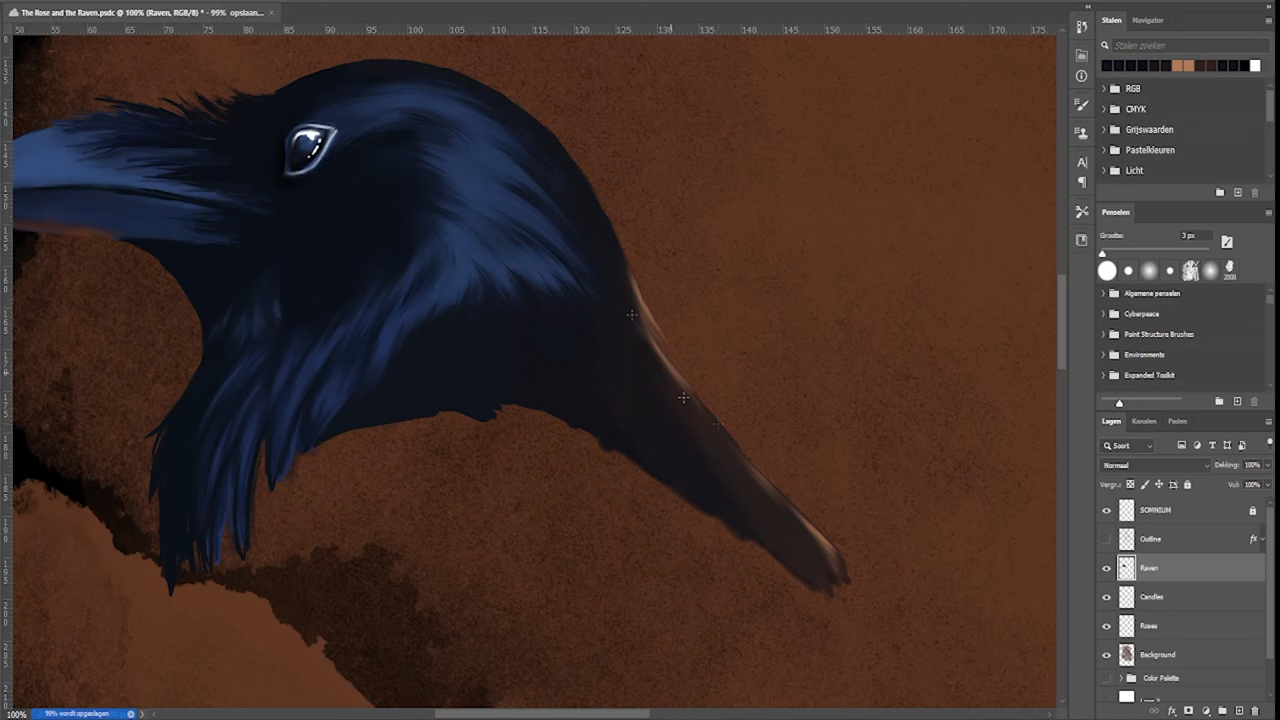 The Rose and the Raven.psdc @ 100% (Raven, RGB/8) * - 99% opslaan... ×
50 55 60 65 70 75 80 85 90 95 100 105 110 115 120 125 130 135 140 145 150 155 160 165 170 175
Stalen Navigator
Stalen zoeken
RGB
CMYK
Grijswaarden
Pastelkleuren
Licht
Penselen
Grootte: 3 px
2000
Algemene penselen
Cyberpeace
Paint Structure Brushes
Environments
Expanded Toolkit
Lagen Kanalen Paden
Soort
Normaal Dekking: 100%
Vergr.: Vul: 100%
SOMNIUM
Outline fx
Raven
Candles
Roses
Background
Color Palette
100% 99% wordt opgeslagen